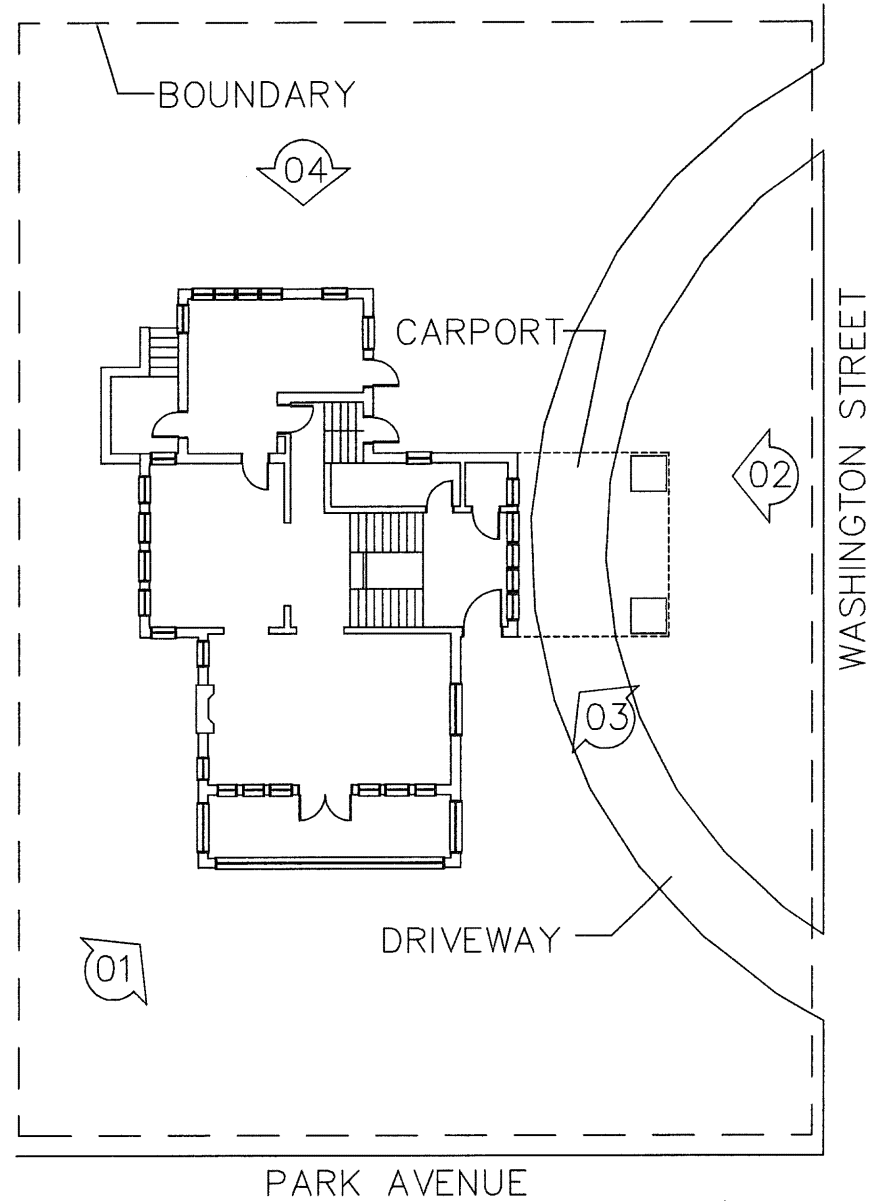 BOUNDARY
04
CARPORT
WASHINGTON STREET
02
03
DRIVEWAY
01
PARK AVENUE